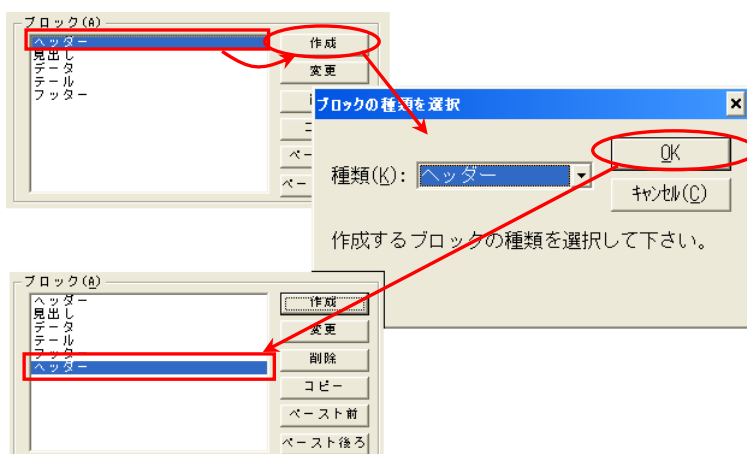 ブロック(A)
ヘッダー
見出し
データ
テール
フッター
作成
変更
ブロックの種類を選択
種類(K):
ヘッダー
OK
ｷｬﾝｾﾙ(C)
作成するブロックの種類を選択して下さい。
ブロック(A)
ヘッダー
見出し
データ
テール
フッター
ヘッダー
作成
変更
削除
コピー
ペースト前
ペースト後ろ